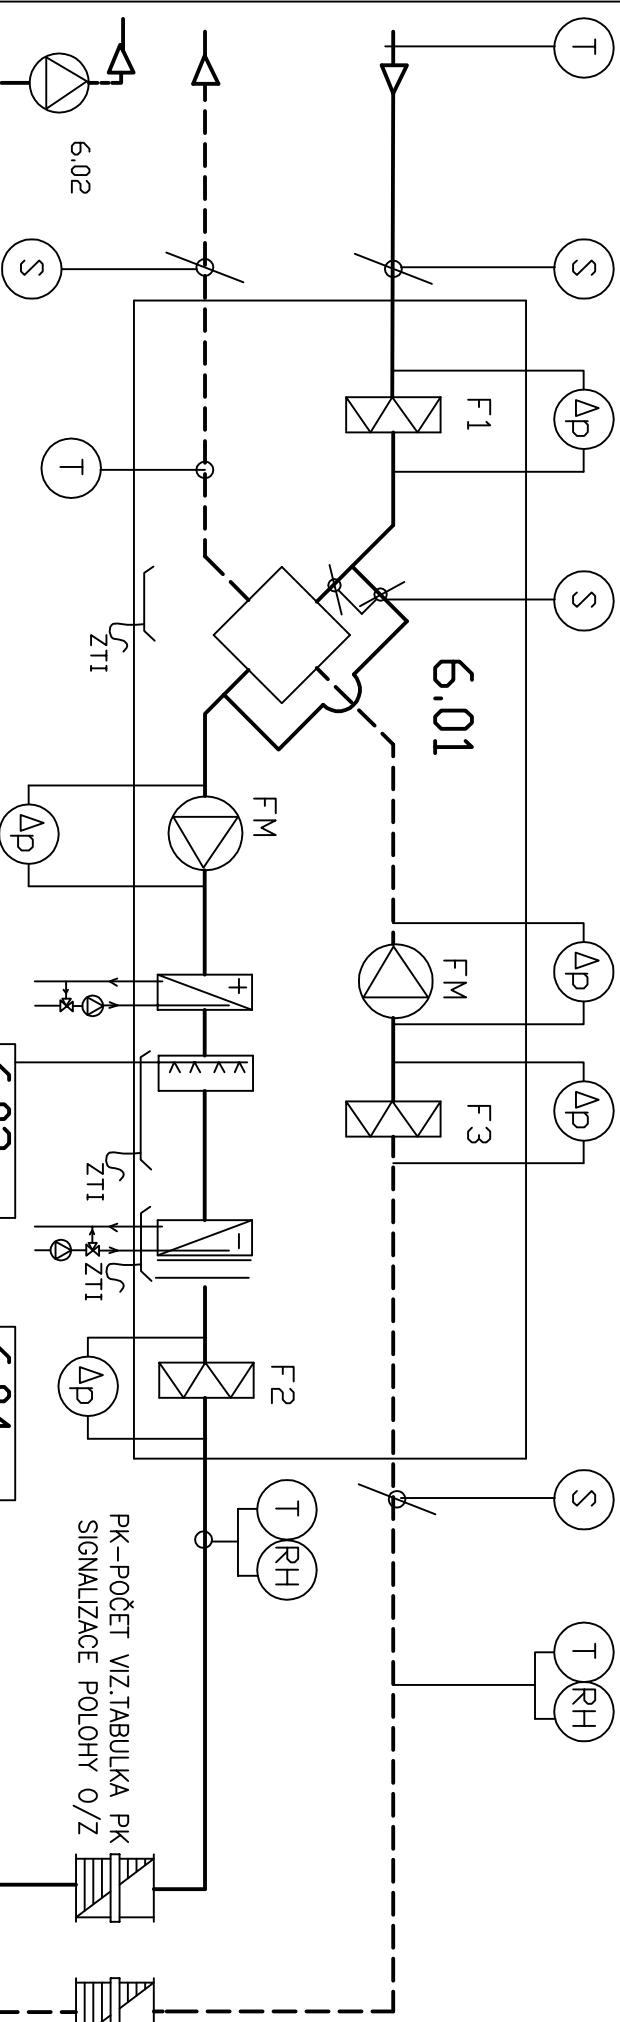 T
S
Δp
F1
S
6.01
Δp
FM
Δp
F3
S
T
RH
6.02
S
T
ZTI
Δp
FM
+
ZTI
−
ZTI
Δp
F2
T
RH
PK-POČET VIZ.TABULKA PK
SIGNALIZACE POLOHY O/Z